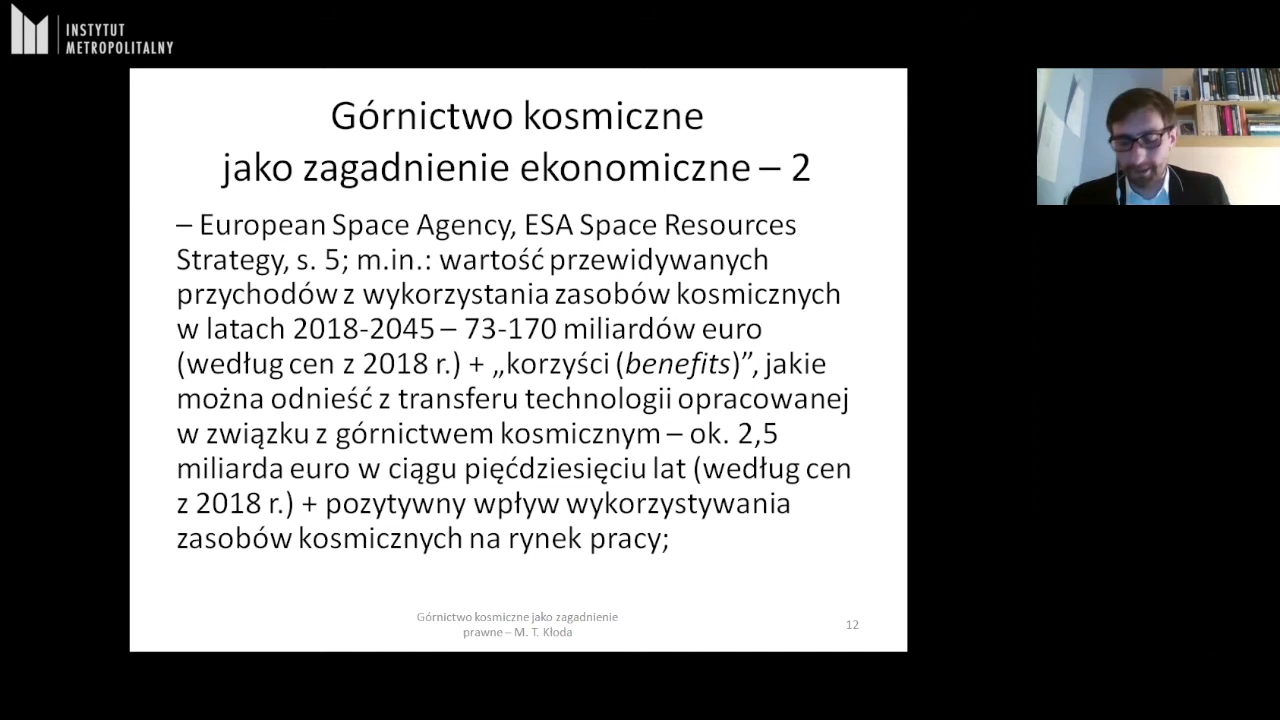 INSTYTUT
METROPOLITALNY
Górnictwo kosmiczne
jako zagadnienie ekonomiczne – 2
– European Space Agency, ESA Space Resources
Strategy, s. 5; m.in.: wartość przewidywanych
przychodów z wykorzystania zasobów kosmicznych
w latach 2018-2045 – 73-170 miliardów euro
(według cen z 2018 r.) + „korzyści (benefits)”, jakie
można odnieść z transferu technologii opracowanej
w związku z górnictwem kosmicznym – ok. 2,5
miliarda euro w ciągu pięćdziesięciu lat (według cen
z 2018 r.) + pozytywny wpływ wykorzystywania
zasobów kosmicznych na rynek pracy;
Górnictwo kosmiczne jako zagadnienie
prawne – M. T. Kłoda
12